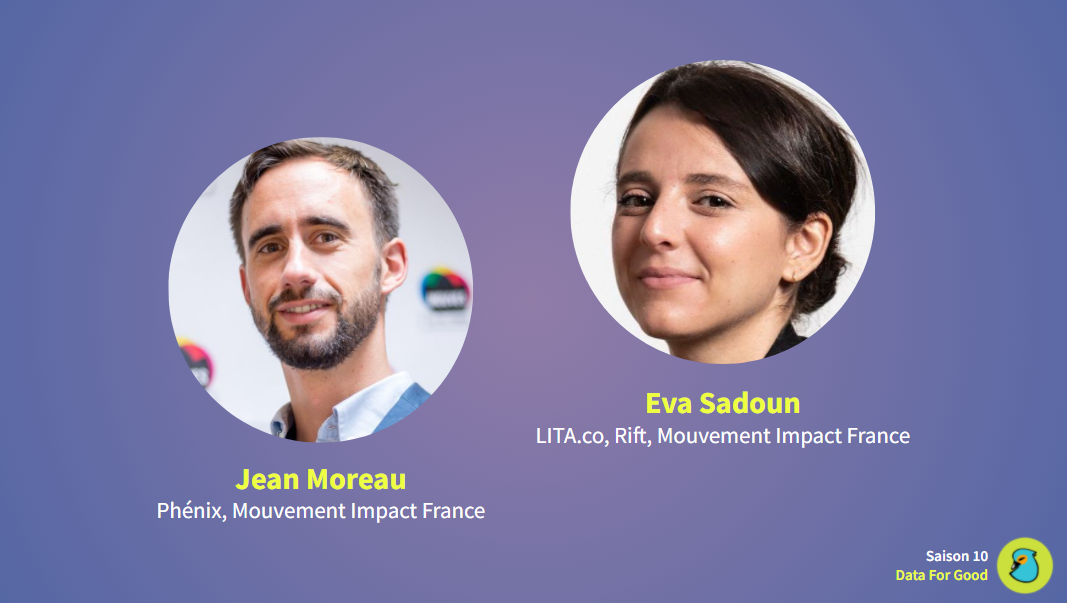 Jean Moreau
Phénix, Mouvement Impact France
Eva Sadoun
LITA.co, Rift, Mouvement Impact France
Saison 10
Data For Good